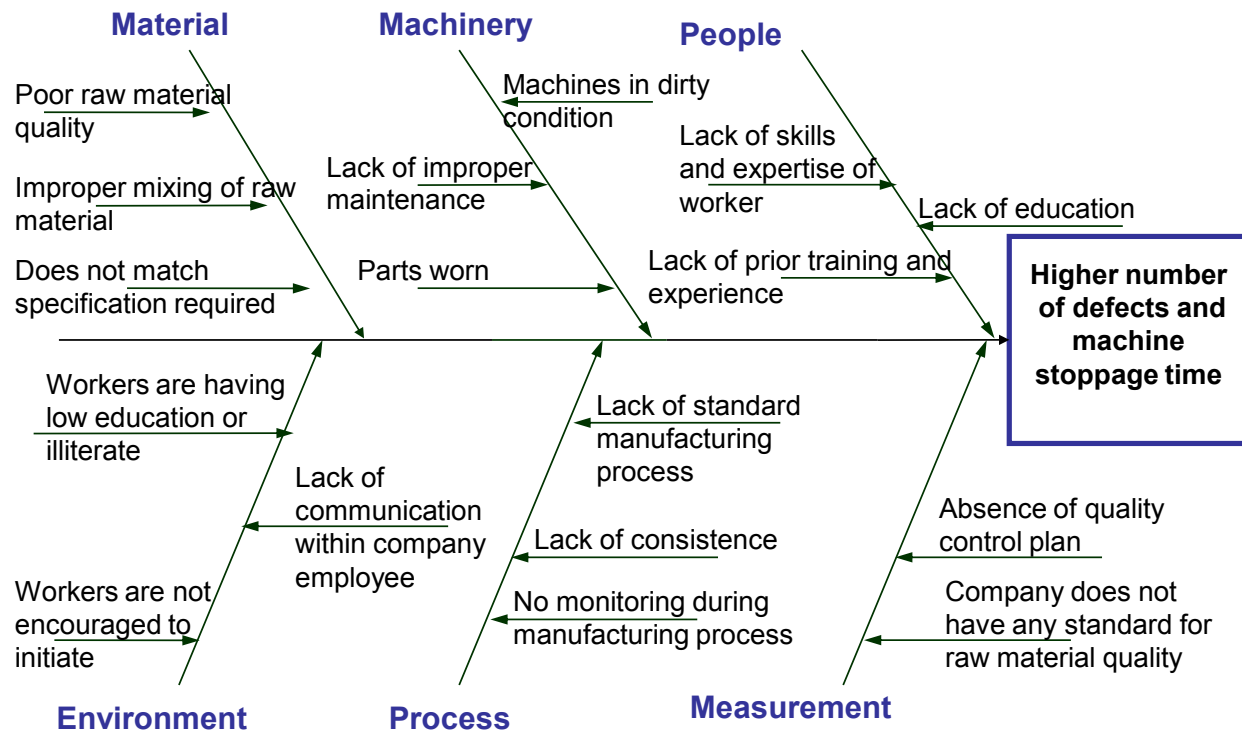 Material
Machinery
People
Poor raw material
quality
Improper mixing of raw
material
Does not match
specification required
Machines in dirty
condition
Lack of improper
maintenance
Parts worn
Lack of skills
and expertise of
worker
Lack of education
Lack of prior training and
experience
Higher number
of defects and
machine
stoppage time
Workers are having
low education or
illiterate
Lack of
communication
within company
employee
Workers are not
encouraged to
initiate
Lack of standard
manufacturing
process
Lack of consistence
No monitoring during
manufacturing process
Absence of quality
control plan
Company does not
have any standard for
raw material quality
Environment
Process
Measurement